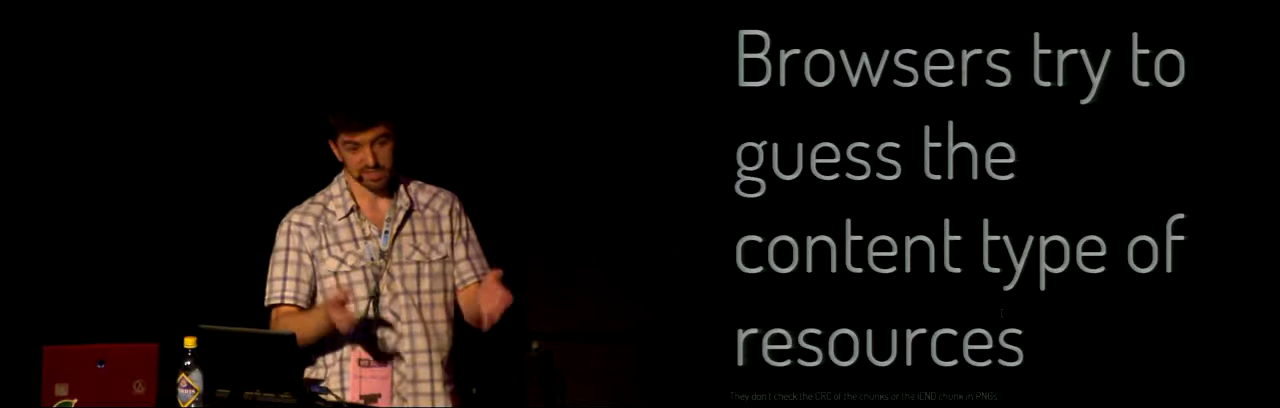 Browsers try to
guess the
content type of
resources
They don't check the CRC of the chunks or the IEND chunk in PNGs